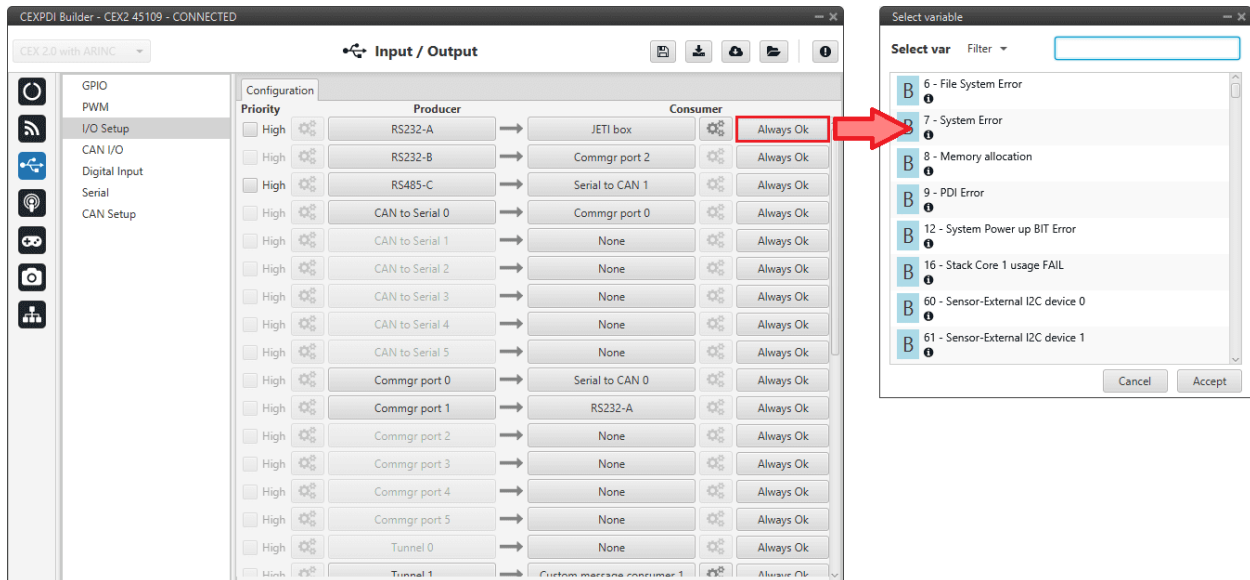 CEXPDI Builder - CEX2 45109 - CONNECTED
CEX 2.0 with ARINC
Input / Output
GPIO
PWM
I/O Setup
CAN I/O
Digital Input
Serial
CAN Setup
Configuration
Priority Producer Consumer
High RS232-A JETI box Always Ok
High RS232-B Commgr port 2 Always Ok
High RS485-C Serial to CAN 1 Always Ok
High CAN to Serial 0 Commgr port 0 Always Ok
High CAN to Serial 1 None Always Ok
High CAN to Serial 2 None Always Ok
High CAN to Serial 3 None Always Ok
High CAN to Serial 4 None Always Ok
High CAN to Serial 5 None Always Ok
High Commgr port 0 Serial to CAN 0 Always Ok
High Commgr port 1 RS232-A Always Ok
High Commgr port 2 None Always Ok
High Commgr port 3 None Always Ok
High Commgr port 4 None Always Ok
High Commgr port 5 None Always Ok
High Tunnel 0 None Always Ok
High Tunnel 1 Custom message consumer 1 Always Ok
Select variable
Select var Filter
B 6 - File System Error
B 7 - System Error
B 8 - Memory allocation
B 9 - PDI Error
B 12 - System Power up BIT Error
B 16 - Stack Core 1 usage FAIL
B 60 - Sensor-External I2C device 0
B 61 - Sensor-External I2C device 1
Cancel Accept